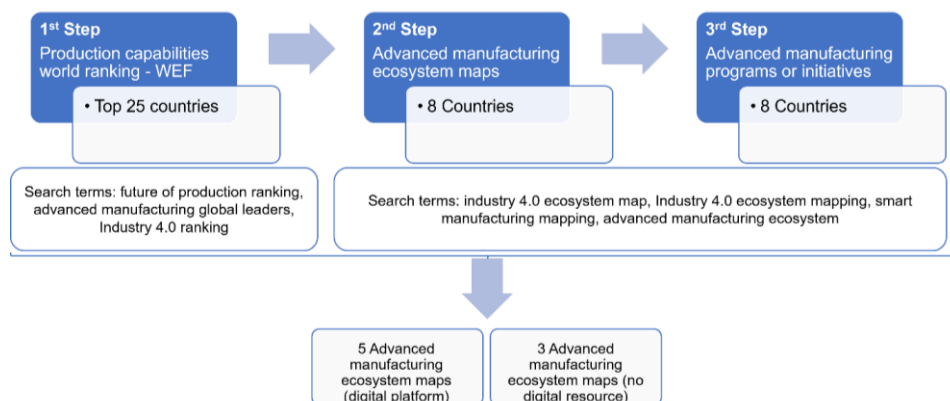 1st Step
Production capabilities
world ranking - WEF
• Top 25 countries
2nd Step
Advanced manufacturing
ecosystem maps
• 8 Countries
3rd Step
Advanced manufacturing
programs or initiatives
• 8 Countries
Search terms: future of production ranking,
advanced manufacturing global leaders,
Industry 4.0 ranking
Search terms: industry 4.0 ecosystem map, Industry 4.0 ecosystem mapping, smart
manufacturing mapping, advanced manufacturing ecosystem
5 Advanced
manufacturing
ecosystem maps
(digital platform)
3 Advanced
manufacturing
ecosystem maps (no
digital resource)